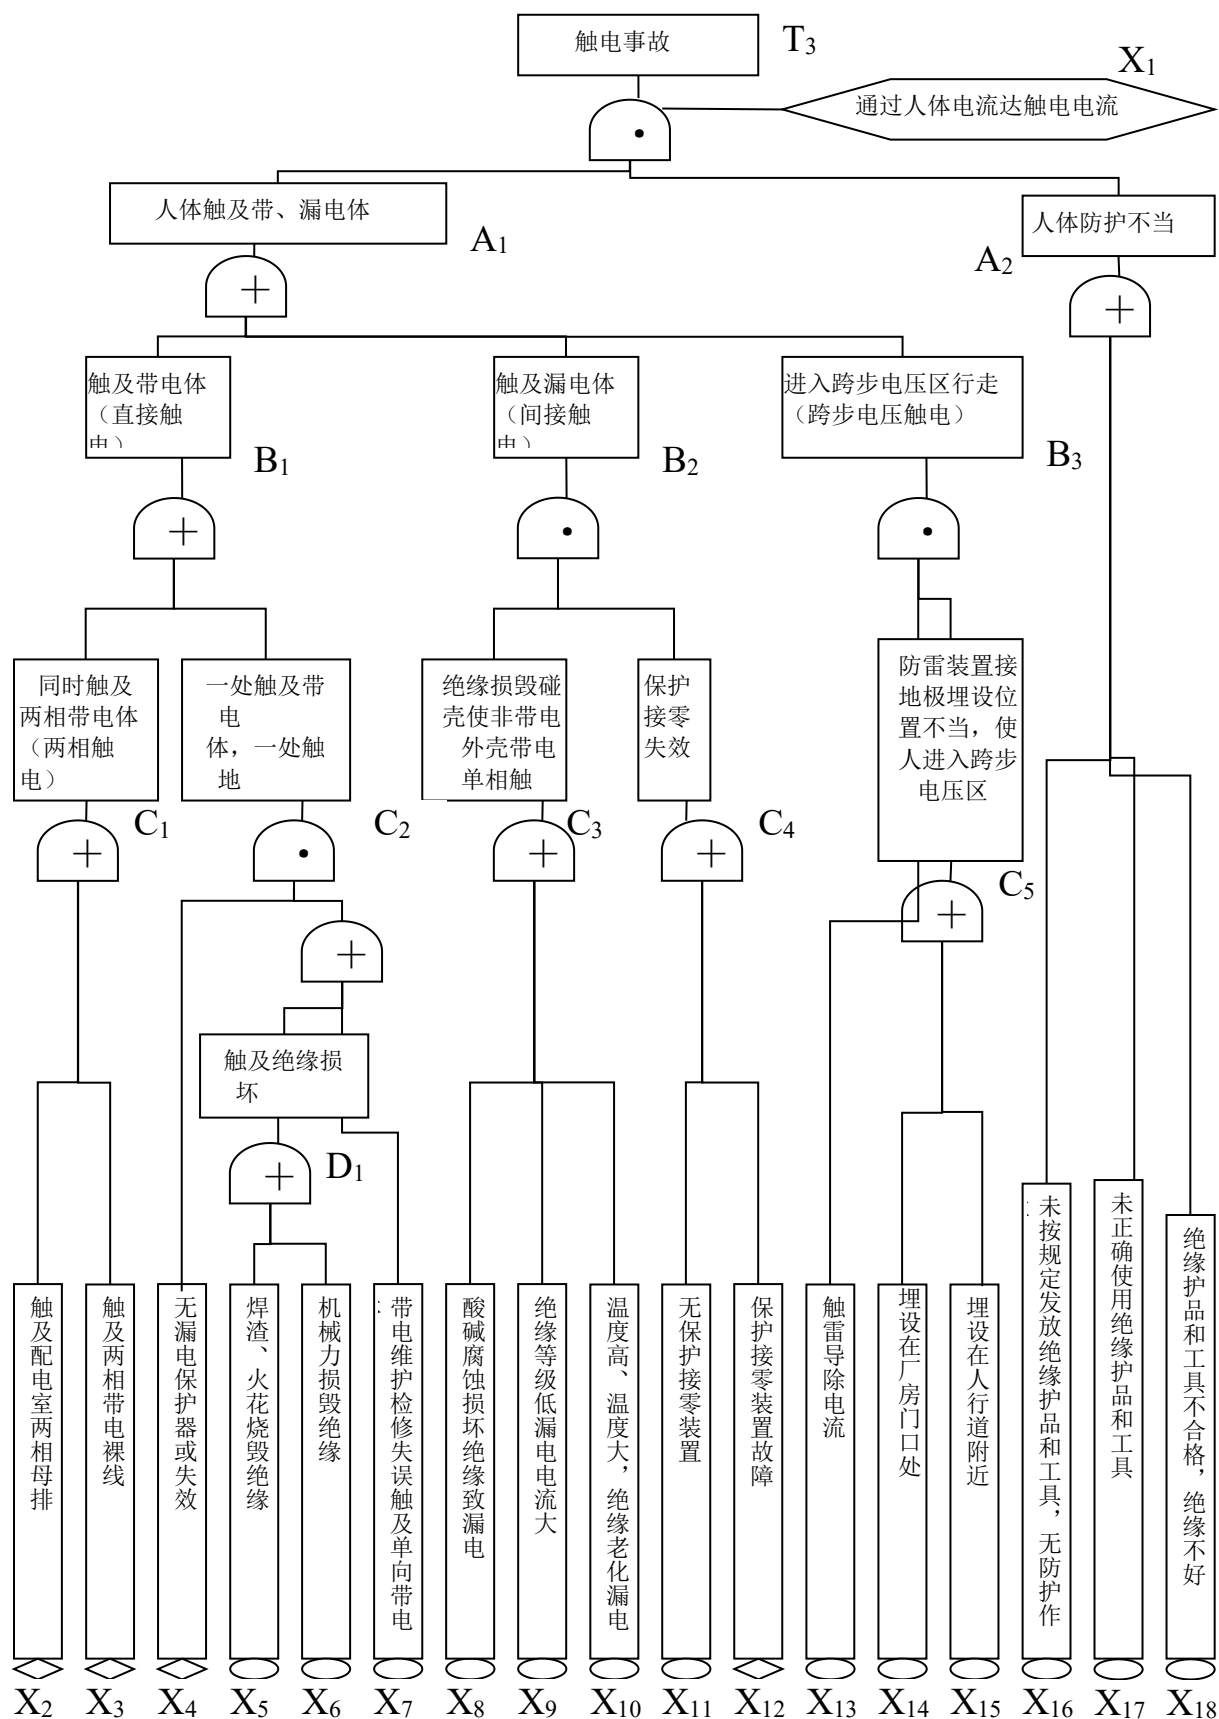 触电事故
T3
X1
通过人体电流达触电电流
人体触及带、漏电体
A1
人体防护不当
A2
触及带电体
（直接触
电）
B1
触及漏电体
（间接触
电）
B2
进入跨步电压区行走
（跨步电压触电）
B3
同时触及
两相带电体
（两相触
电）
C1
一处触及带
电
体，一处触
地
C2
绝缘损毁碰
壳使非带电
外壳带电
单相触
C3
保护
接零
失效
C4
防雷装置接
地极埋设位
置不当，使
人进入跨步
电压区
C5
触及绝缘损
坏
D1
触及配电室两相母排
触及两相带电裸线
无漏电保护器或失效
焊渣、火花烧毁绝缘
机械力损毁绝缘
带电维护检修失误触及单向带电
酸碱腐蚀损坏绝缘致漏电
绝缘等级低漏电电流大
温度高、温度大，绝缘老化漏电
无保护接零装置
保护接零装置故障
触雷导除电流
埋设在厂房门口处
埋设在人行道附近
未按规定发放绝缘护品和工具，无防护作
未正确使用绝缘护品和工具
绝缘护品和工具不合格，绝缘不好
X2
X3
X4
X5
X6
X7
X8
X9
X10
X11
X12
X13
X14
X15
X16
X17
X18